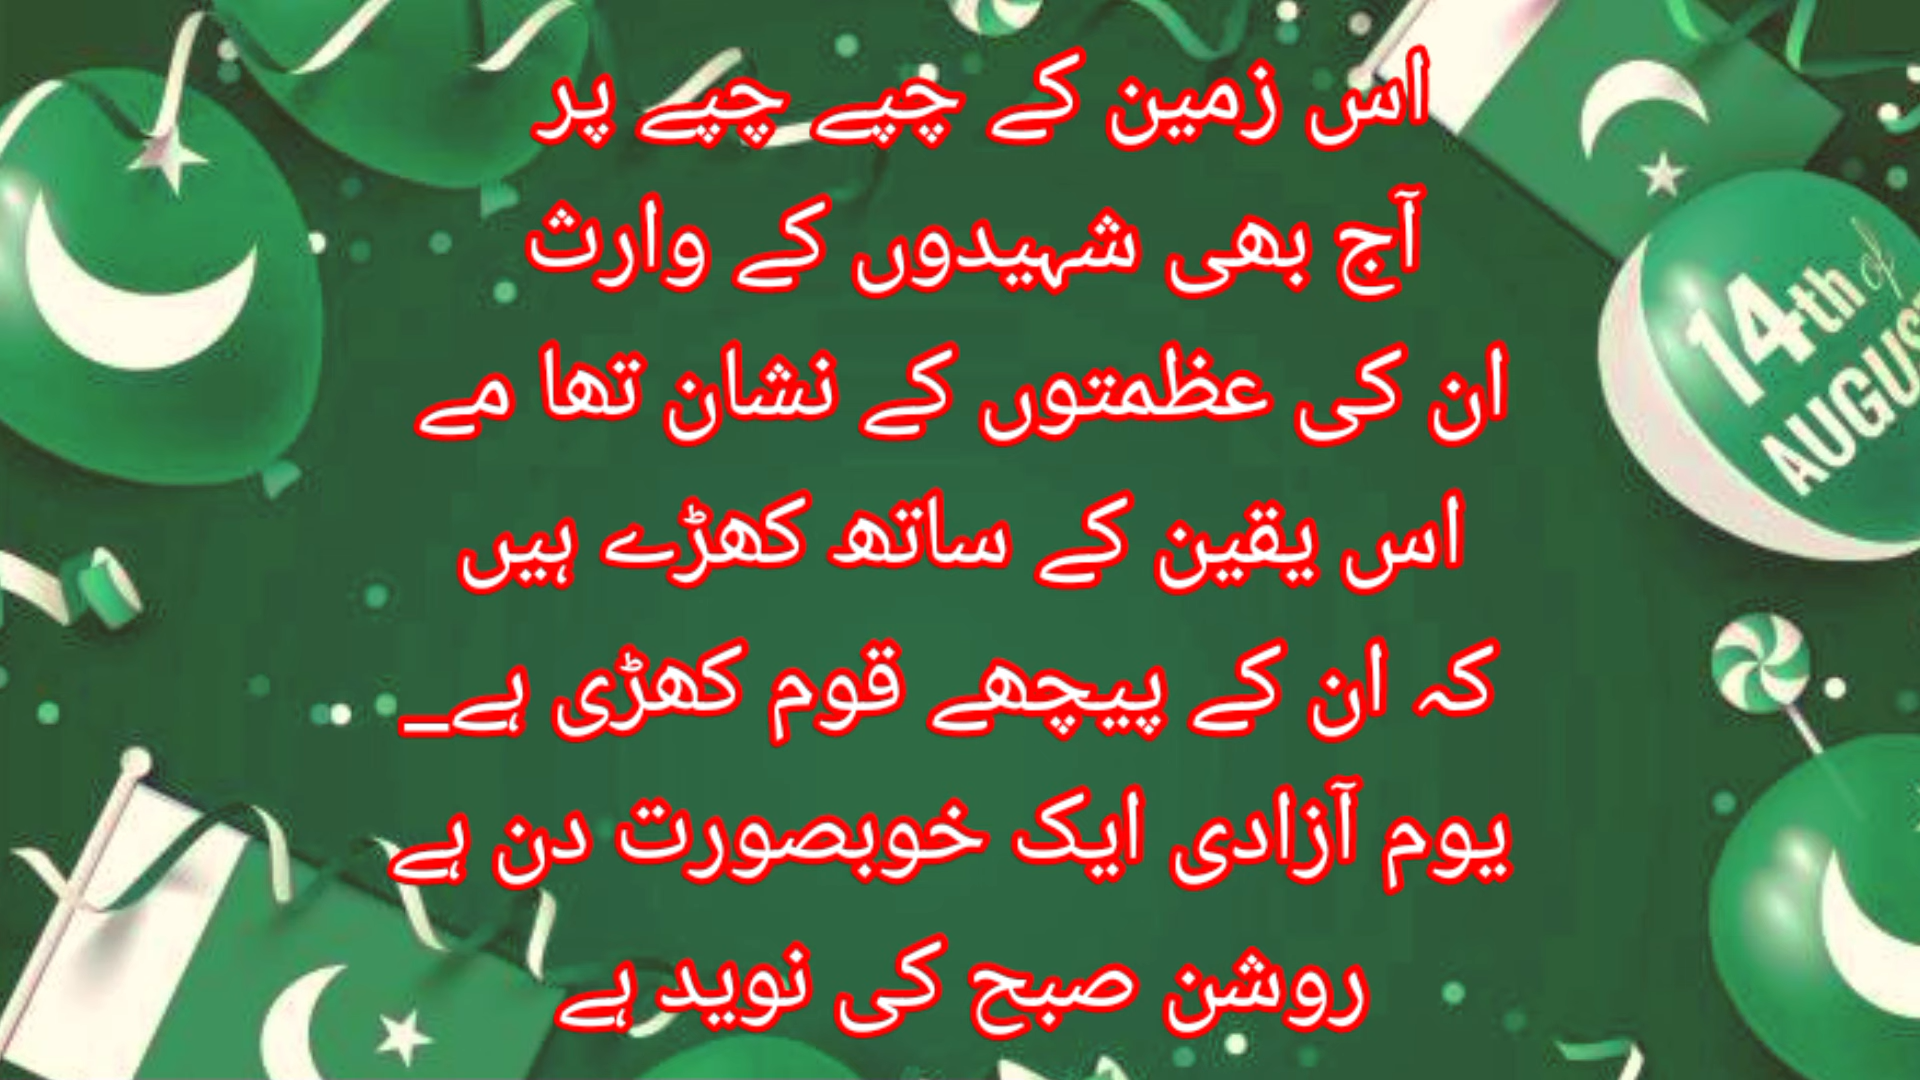 اس زمین کے چپے چپے پر
آج بھی شہیدوں کے وارث
ان کی عظمتوں کے نشان تھا مے
اس یقین کے ساتھ کھڑے ہیں
کہ ان کے پیچھے قوم کھڑی ہے_
یوم آزادی ایک خوبصورت دن ہے
روشن صبح کی نوید ہے
14th of
AUGUS